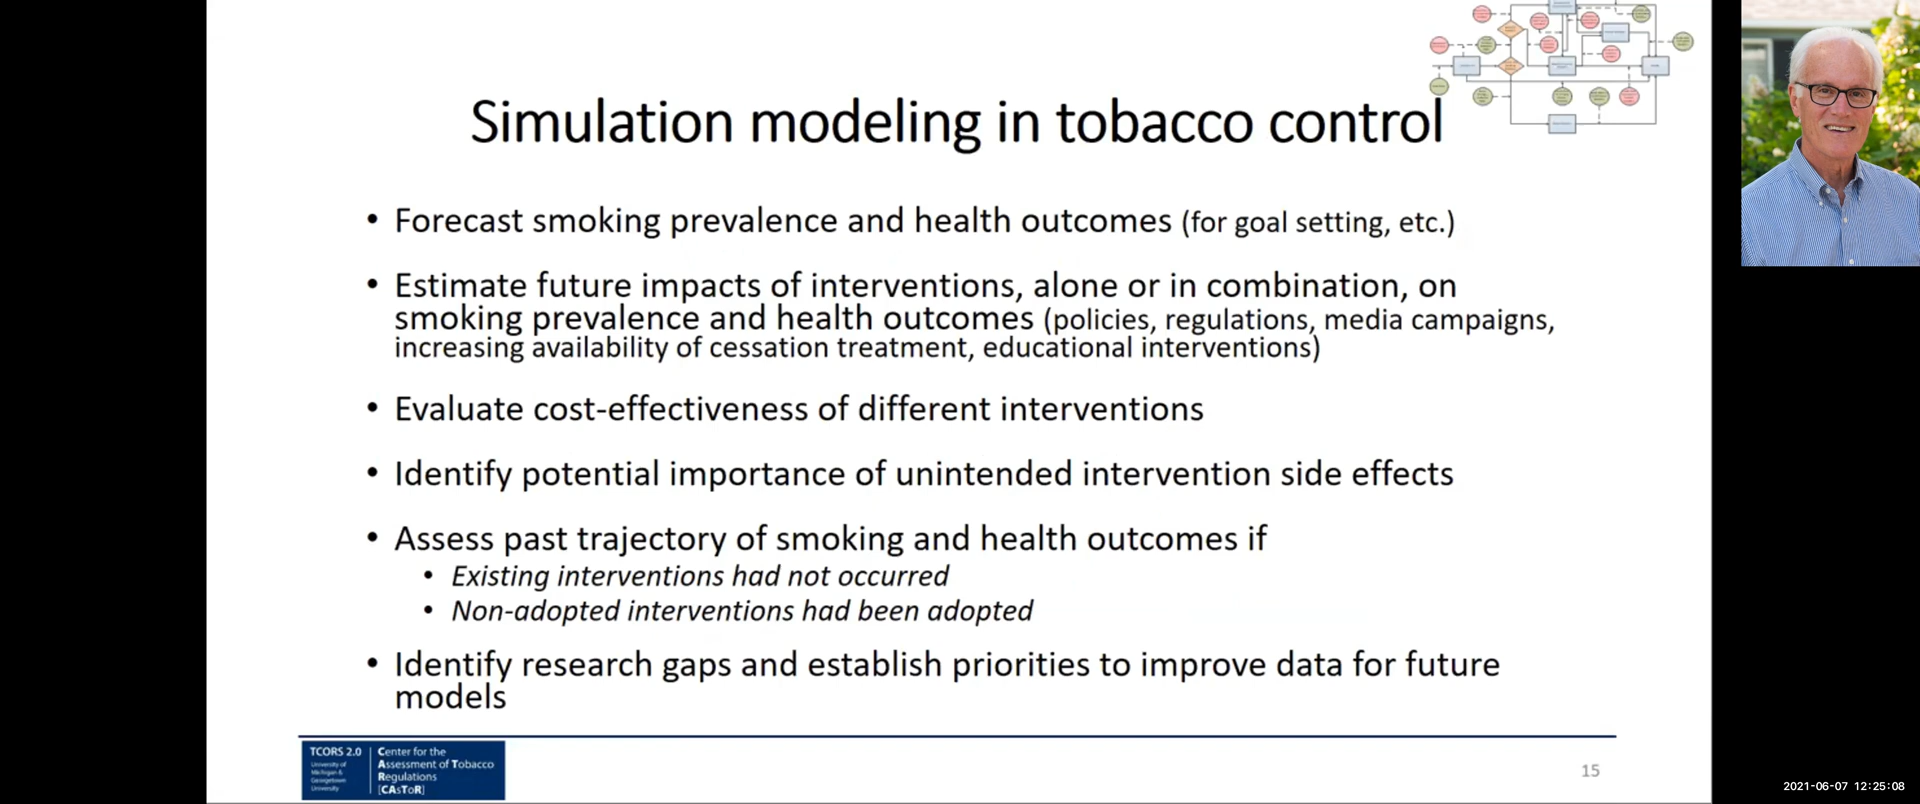 Simulation modeling in tobacco control
• Forecast smoking prevalence and health outcomes (for goal setting, etc.)
• Estimate future impacts of interventions, alone or in combination, on
smoking prevalence and health outcomes (policies, regulations, media campaigns,
increasing availability of cessation treatment, educational interventions)
• Evaluate cost-effectiveness of different interventions
• Identify potential importance of unintended intervention side effects
• Assess past trajectory of smoking and health outcomes if
• Existing interventions had not occurred
• Non-adopted interventions had been adopted
• Identify research gaps and establish priorities to improve data for future
models
TCORS 2.0
University of
Michigan &
Georgetown
University
Center for the
Assessment of Tobacco
Regulations
[CAsToR]
15
2021-06-07 12:25:08